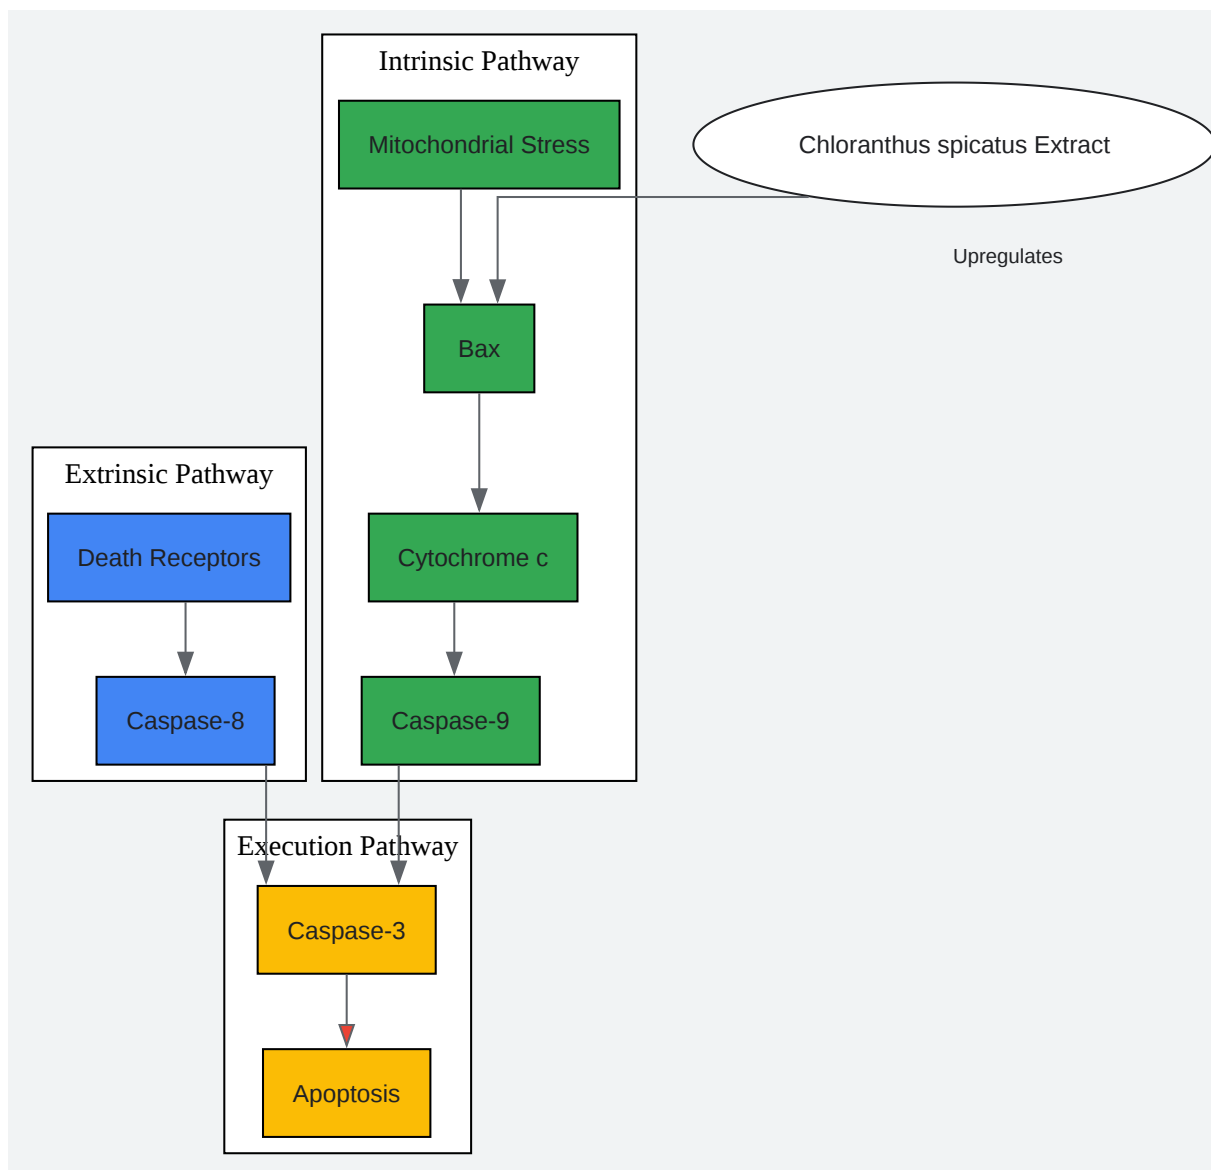 Intrinsic Pathway
Mitochondrial Stress
Chloranthus spicatus Extract
Upregulates
Bax
Extrinsic Pathway
Death Receptors
Cytochrome c
Caspase-8
Caspase-9
Execution Pathway
Caspase-3
Apoptosis